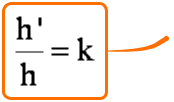 h'/h = k